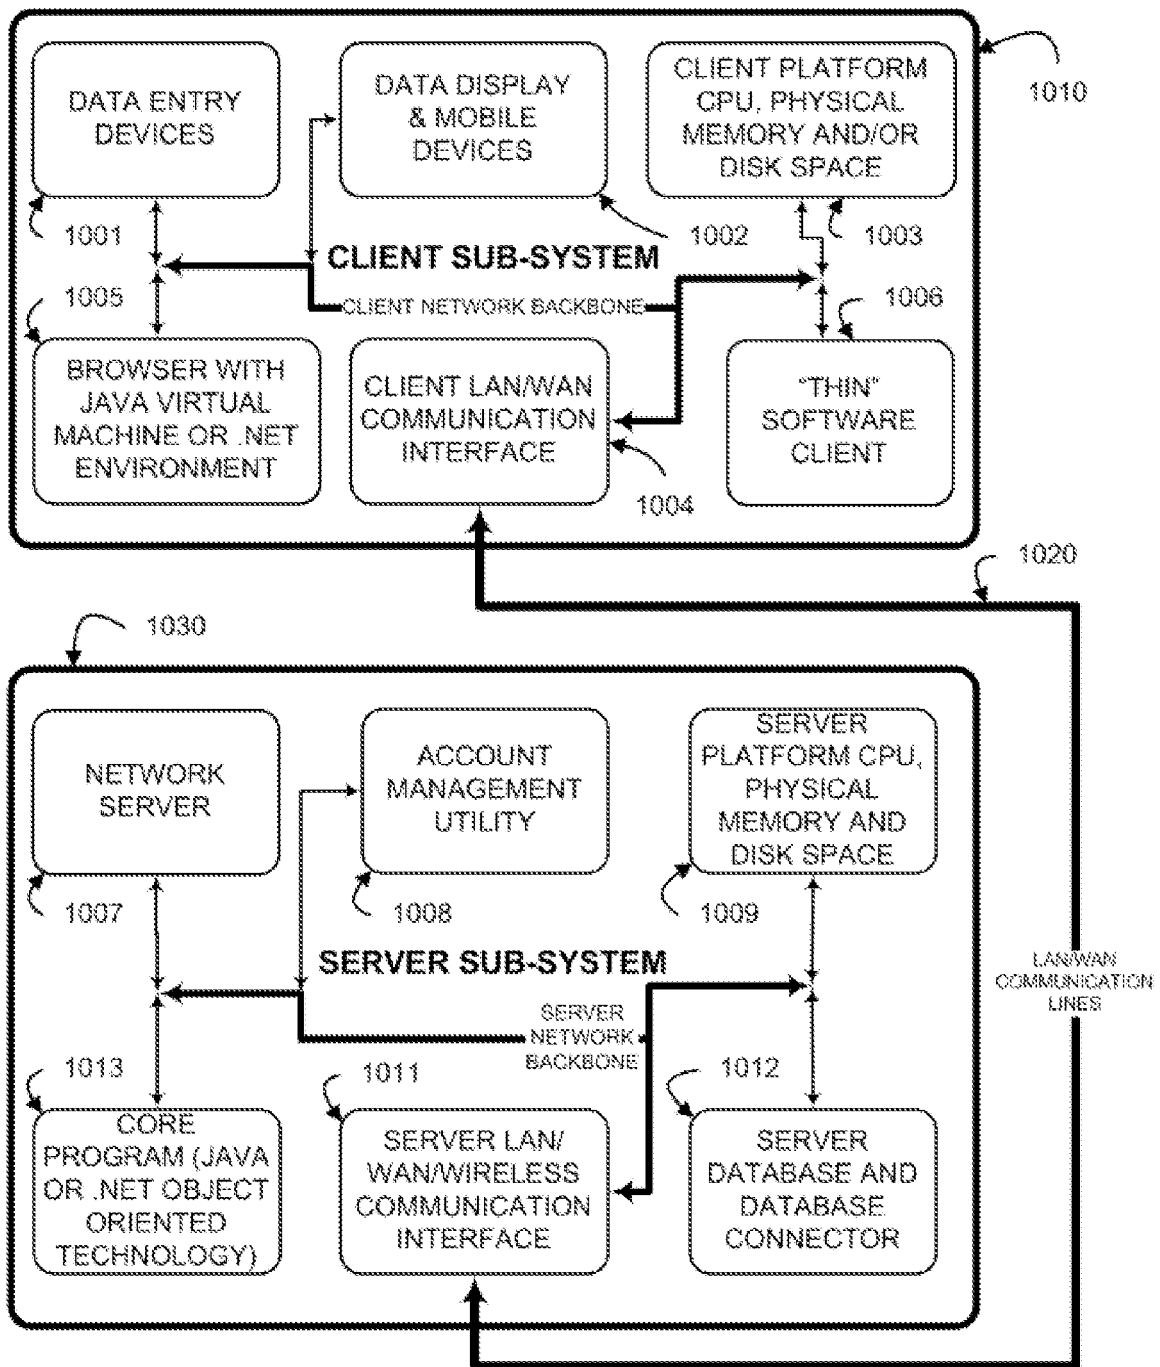 DATA ENTRY
DEVICES
DATA DISPLAY
& MOBILE
DEVICES
CLIENT PLATFORM
CPU, PHYSICAL
MEMORY AND/OR
DISK SPACE
1010
1001
1002
1003
CLIENT SUB-SYSTEM
1005
CLIENT NETWORK BACKBONE
1006
BROWSER WITH
JAVA VIRTUAL
MACHINE OR .NET
ENVIRONMENT
CLIENT LAN/WAN
COMMUNICATION
INTERFACE
"THIN"
SOFTWARE
CLIENT
1004
1020
1030
NETWORK
SERVER
ACCOUNT
MANAGEMENT
UTILITY
SERVER
PLATFORM CPU,
PHYSICAL
MEMORY AND
DISK SPACE
1007
1008
1009
SERVER SUB-SYSTEM
LAN/WAN
COMMUNICATION
LINES
SERVER
NETWORK
BACKBONE
1013
1011
1012
CORE
PROGRAM (JAVA
OR .NET OBJECT
ORIENTED
TECHNOLOGY)
SERVER LAN/
WAN/WIRELESS
COMMUNICATION
INTERFACE
SERVER
DATABASE AND
DATABASE
CONNECTOR